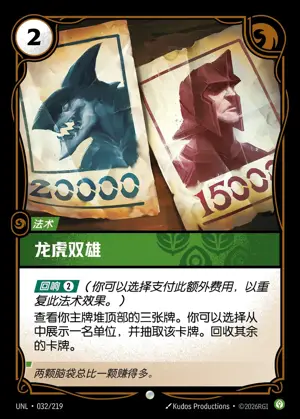 2
20000
1500
法术
龙虎双雄
回响 2 (你可以选择支付此额外费用,以重
复此法术效果。)
查看你主牌堆顶部的三张牌。你可以选择从
中展示一名单位,并抽取该卡牌。回收其余
的卡牌。
两颗脑袋总比一颗赚得多。
UNL • 032/219
Kudos Productions • ©2026RGI